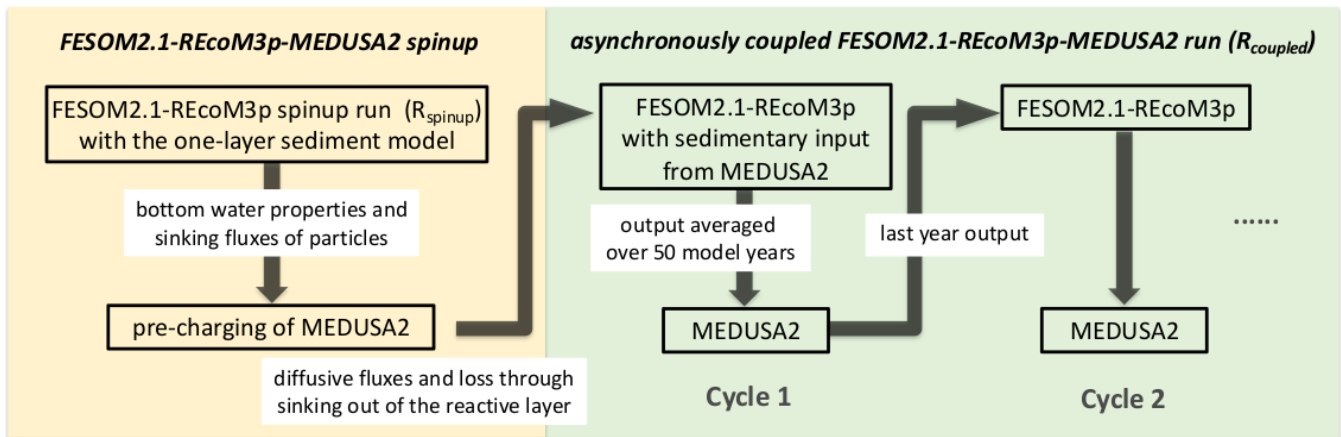 FESOM2.1-REcoM3p-MEDUSA2 spinup
FESOM2.1-REcoM3p spinup run (Rspinup)
with the one-layer sediment model
bottom water properties and
sinking fluxes of particles
pre-charging of MEDUSA2
diffusive fluxes and loss through
sinking out of the reactive layer
asynchronously coupled FESOM2.1-REcoM3p-MEDUSA2 run (Rcoupled)
FESOM2.1-REcoM3p
with sedimentary input
from MEDUSA2
output averaged
over 50 model years
MEDUSA2
Cycle 1
last year output
FESOM2.1-REcoM3p
MEDUSA2
Cycle 2
......